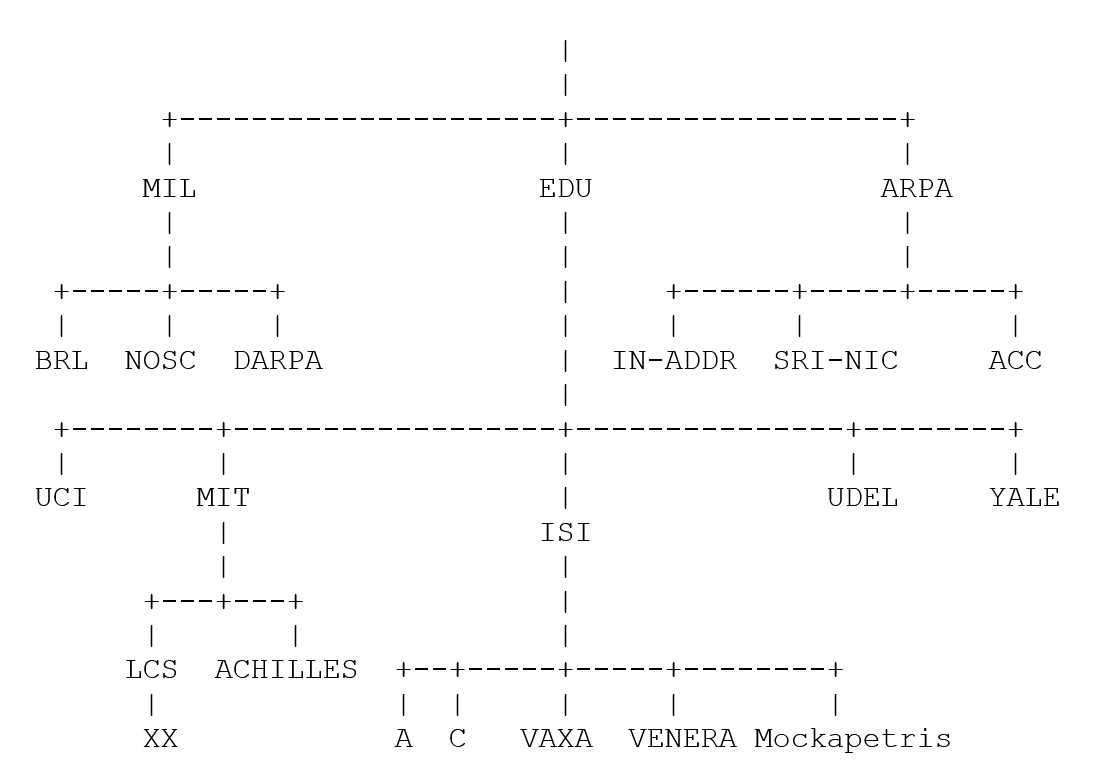 |
                             |
       +---------------------+------------------+
       |                     |                  |
      MIL                   EDU                ARPA
       |                     |                  |
       |                     |                  |
 +-----+-----+               |     +------+-----+-----+
 |     |     |               |     |      |           |
BRL  NOSC  DARPA             |  IN-ADDR  SRI-NIC     ACC
                             |
 +--------+------------------+---------------+--------+
 |        |                  |               |        |
UCI      MIT                 |              UDEL     YALE
          |                 ISI
          |                  |
      +---+---+              |
      |       |              |
     LCS  ACHILLES  +--+-----+-----+--------+
      |             |  |     |     |        |
      XX            A  C   VAXA  VENERA Mockapetris